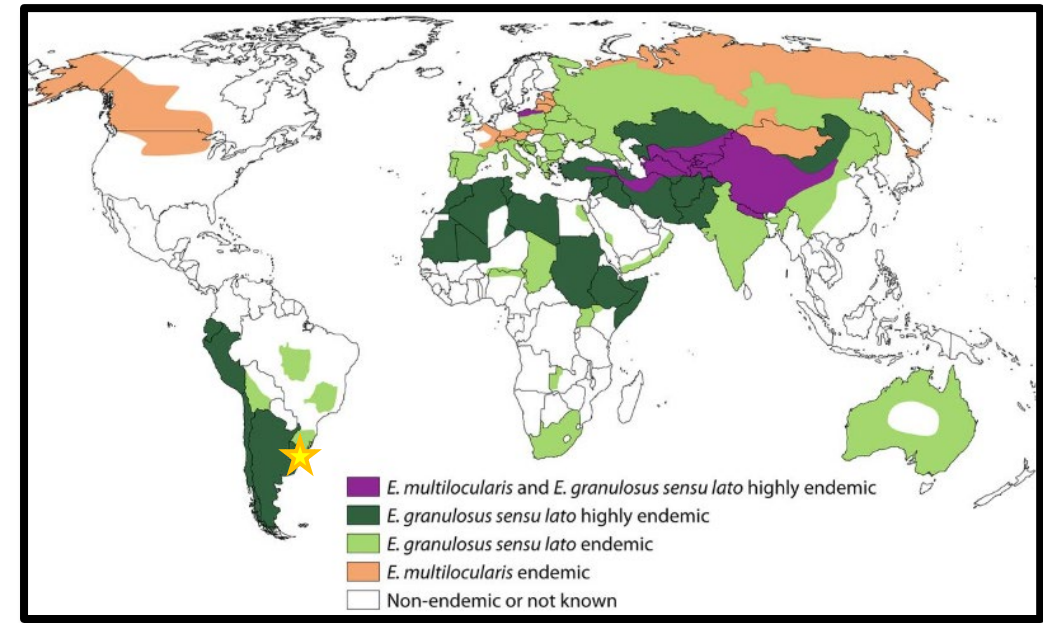 E. multilocularis and E. granulosus sensu lato highly endemic
E. granulosus sensu lato highly endemic
E. granulosus sensu lato endemic
E. multilocularis endemic
Non-endemic or not known